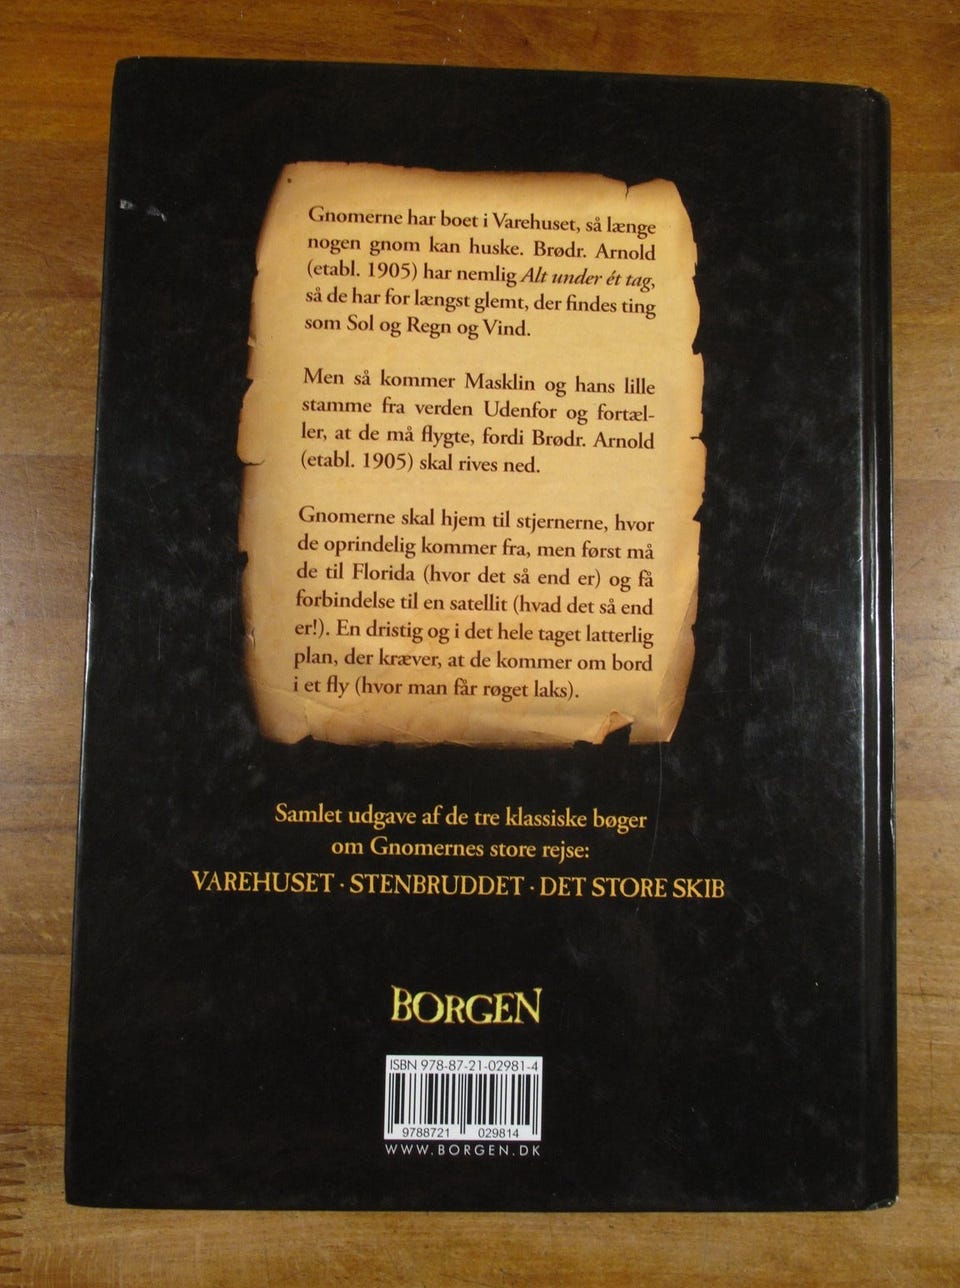 Gnomerne har boet i Varehuset, så længe
nogen gnom kan huske. Brødr. Arnold
(etabl. 1905) har nemlig Alt under ét tag,
så de har for længst glemt, der findes ting
som Sol og Regn og Vind.
Men så kommer Masklin og hans lille
stamme fra verden Udenfor og fortæl-
ler, at de må flygte, fordi Brødr. Arnold
(etabl. 1905) skal rives ned.
Gnomerne skal hjem til stjernerne, hvor
de oprindelig kommer fra, men først må
de til Florida (hvor det så end er) og få
forbindelse til en satellit (hvad det så end
er!). En dristig og i det hele taget latterlig
plan, der kræver, at de kommer om bord
i et fly (hvor man får røget laks).
Samlet udgave af de tre klassiske bøger
om Gnomernes store rejse:
VAREHUSET · STENBRUDDET · DET STORE SKIB
BORGEN
ISBN 978-87-21-02981-4
9788721 029814
WWW.BORGEN.DK